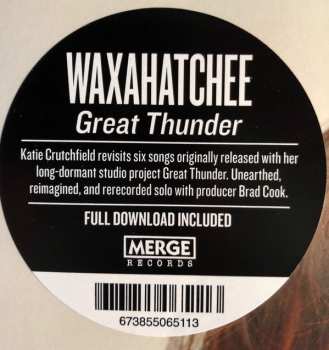 WAXAHATCHEE
Great Thunder
Katie Crutchfield revisits six songs originally released with her
long-dormant studio project Great Thunder. Unearthed,
reimagined, and rerecorded solo with producer Brad Cook.
FULL DOWNLOAD INCLUDED
MERGE
RECORDS
673855065113